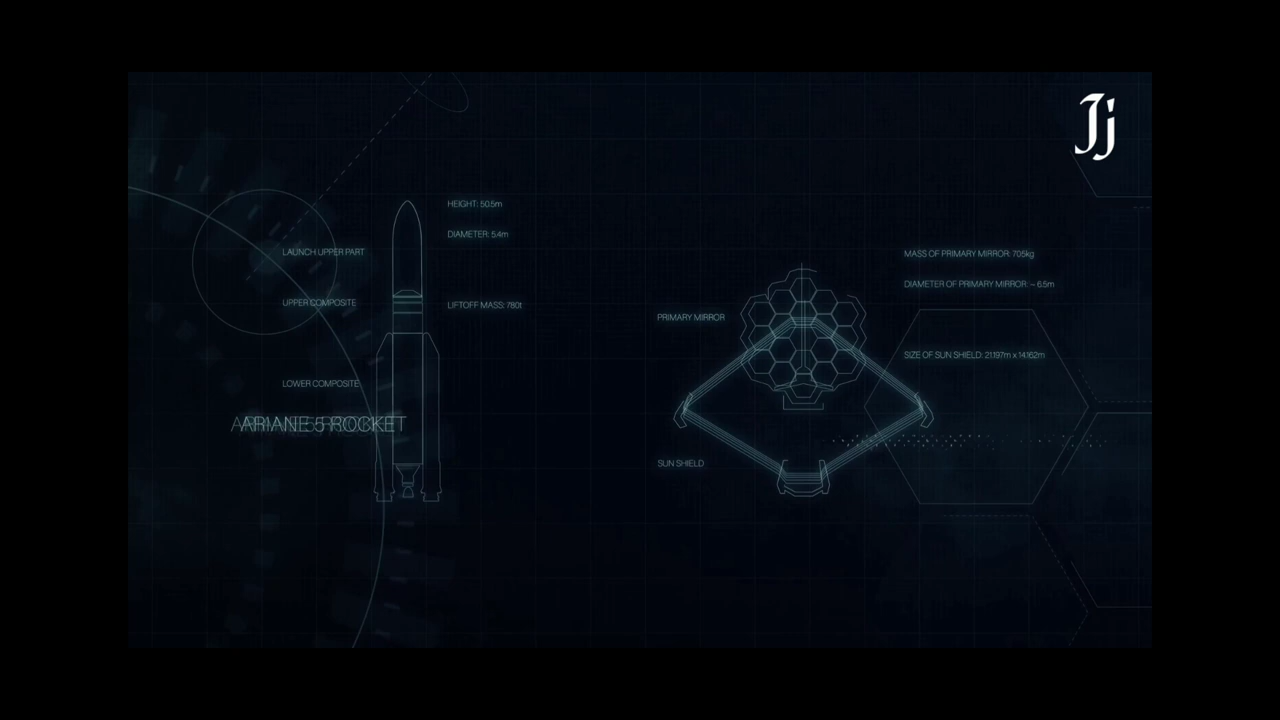 Jj
HEIGHT: 50.5m
DIAMETER: 5.4m
LAUNCH UPPER PART
UPPER COMPOSITE
LIFTOFF MASS: 780t
LOWER COMPOSITE
ARIANE 5 ROCKET
MASS OF PRIMARY MIRROR: 705kg
DIAMETER OF PRIMARY MIRROR: ~ 6.5m
PRIMARY MIRROR
SIZE OF SUN SHIELD: 21.197m x 14.162m
SUN SHIELD